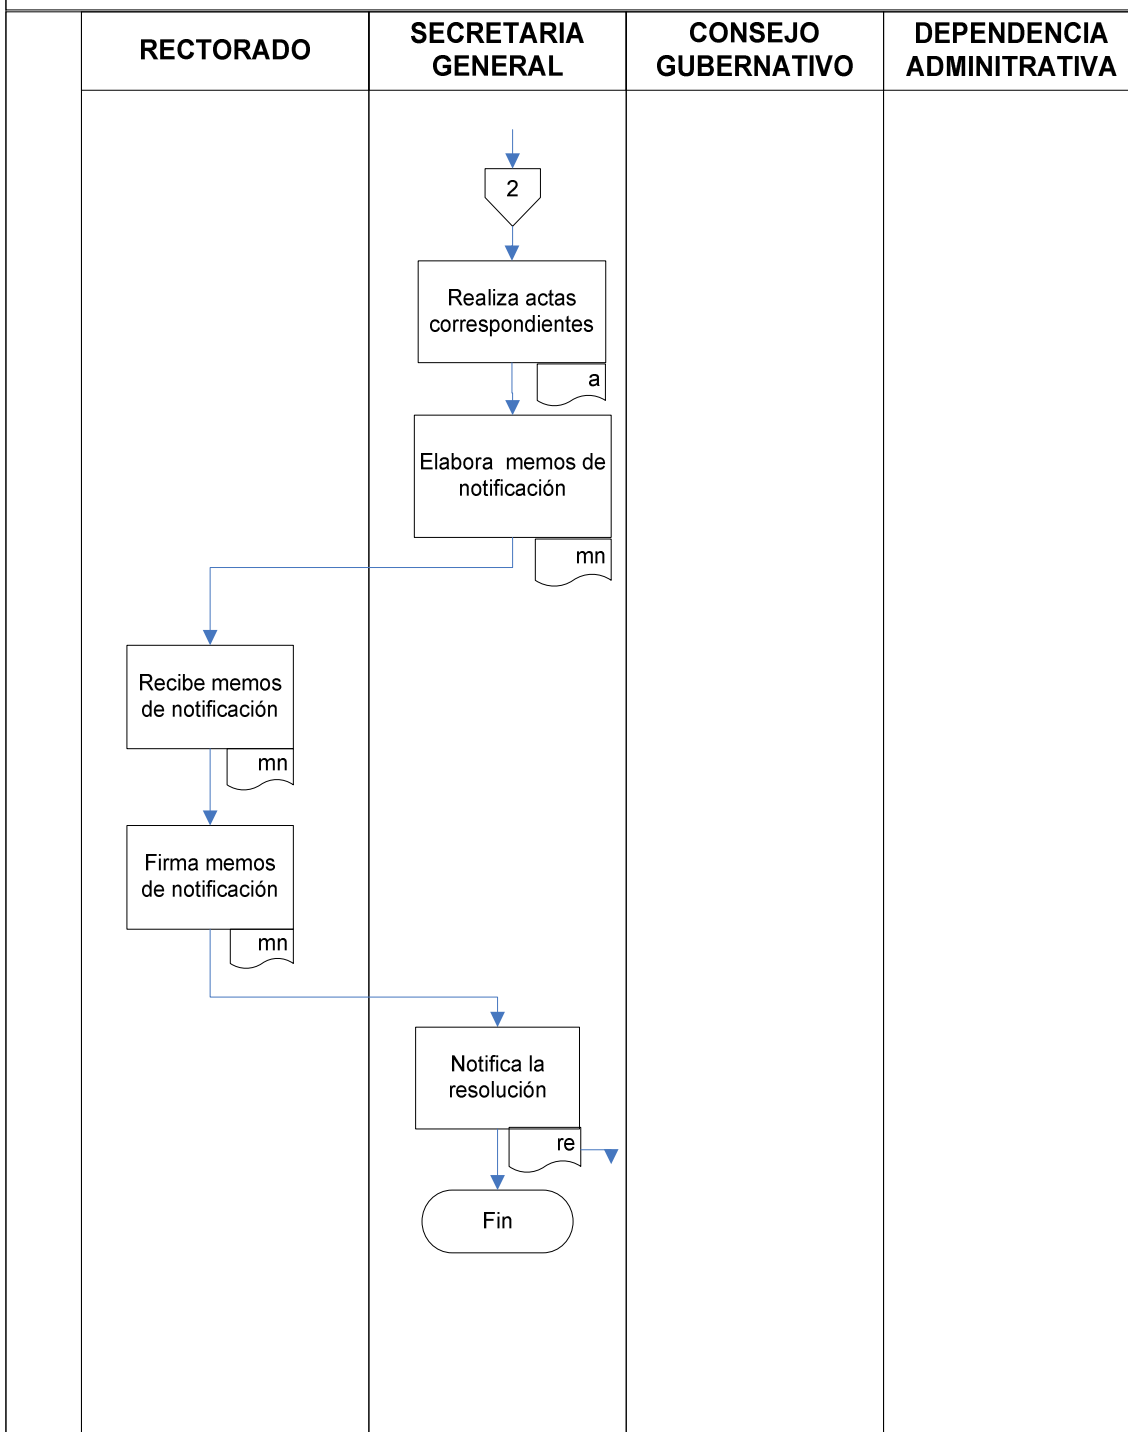 RECTORADO
SECRETARIA
GENERAL
CONSEJO
GUBERNATIVO
DEPENDENCIA
ADMINITRATIVA
2
Realiza actas
correspondientes
a
Elabora memos de
notificación
mn
Recibe memos
de notificación
mn
Firma memos
de notificación
mn
Notifica la
resolución
re
Fin